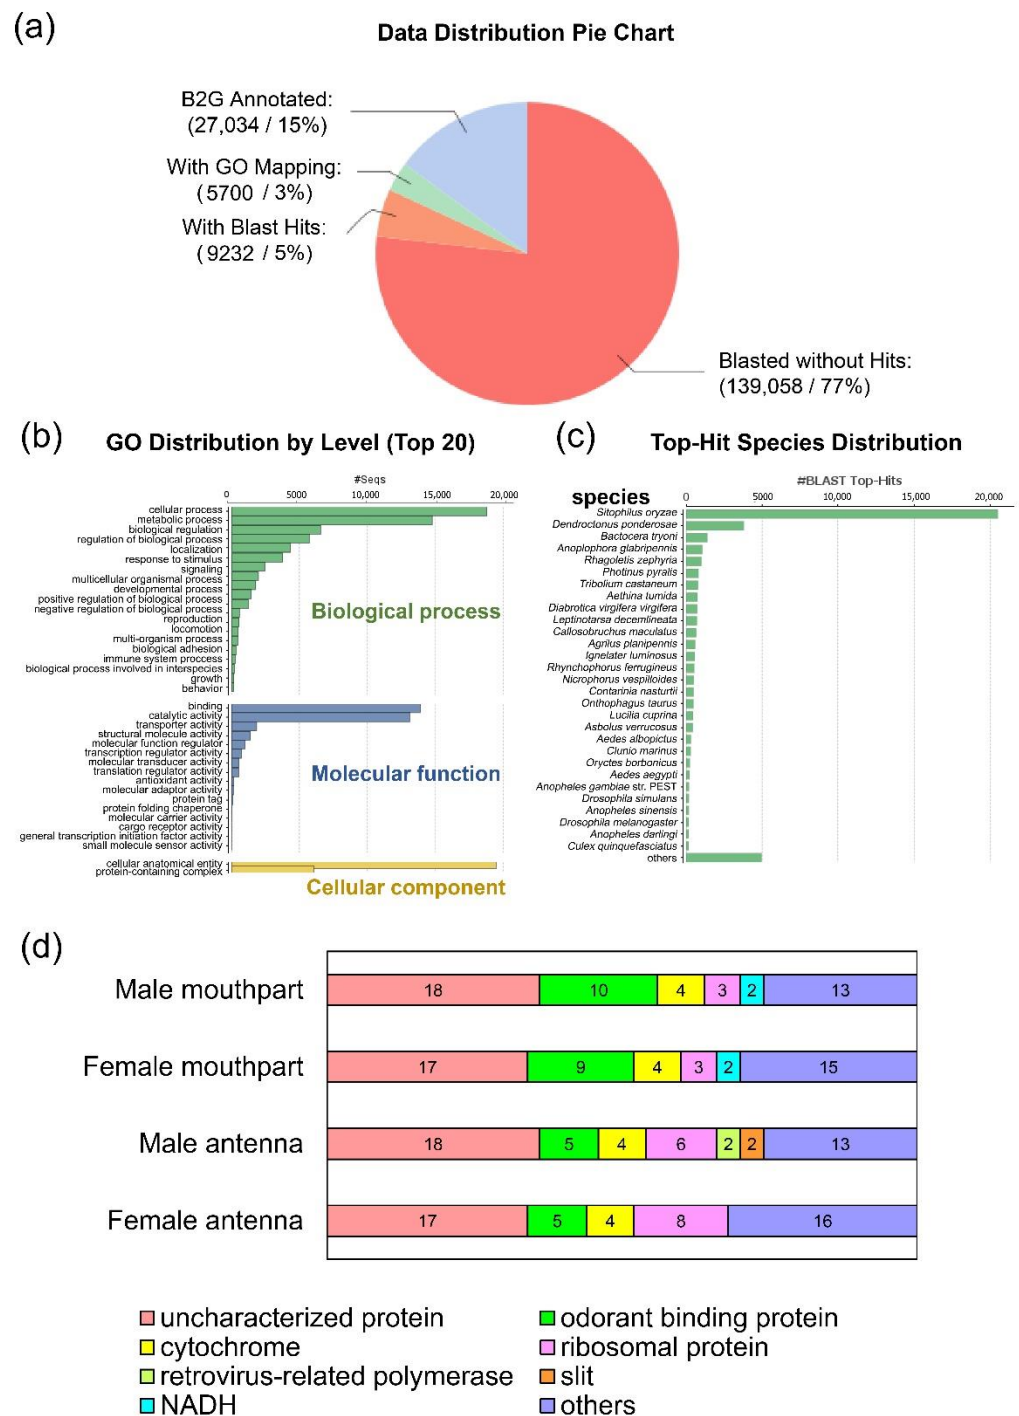 (a)
Data Distribution Pie Chart
B2G Annotated:
(27,034 / 15%)
With GO Mapping:
(5700 / 3%)
With Blast Hits:
(9232 / 5%)
Blasted without Hits:
(139,058 / 77%)
(b) GO Distribution by Level (Top 20)
#Seqs
0 5000 10,000 15,000 20,000
cellular process
metabolic process
biological regulation
regulation of biological process
localization
response to stimulus
signaling
multicellular organismal process
developmental process
positive regulation of biological process
negative regulation of biological process
reproduction
locomotion
multi-organism process
biological adhesion
immune system proccess
biological process involved in interspecies
growth
behavior
Biological process
binding
catalytic activity
transporter activity
structural molecule activity
molecular function regulator
transcription regulator activity
molecular transducer activity
translation regulator activity
antioxidant activity
molecular adaptor activity
protein tag
protein folding chaperone
molecular carrier activity
cargo receptor activity
general transcription initiation factor activity
small molecule sensor activity
Molecular function
cellular anatomical entity
protein-containing complex
Cellular component
(c) Top-Hit Species Distribution
#BLAST Top-Hits
species
0 5000 10,000 15,000 20,000
Sitophilus oryzae
Dendroctonus ponderosae
Bactocera tryoni
Anoplophora glabripennis
Rhagoletis zephyria
Photinus pyralis
Tribolium castaneum
Aethina tumida
Diabrotica virgifera virgifera
Leptinotarsa decemlineata
Callosobruchus maculatus
Agrilus planipennis
Ignelater luminosus
Rhynchophorus ferrugineus
Nicrophorus vespilloides
Contarinia nasturtii
Onthophagus taurus
Lucilia cuprina
Asbolus verrucosus
Aedes albopictus
Clunio marinus
Oryctes borbonicus
Aedes aegypti
Anopheles gambiae str. PEST
Drosophila simulans
Anopheles sinensis
Drosophila melanogaster
Anopheles darlingi
Culex quinquefasciatus
others
(d)
Male mouthpart 18 10 4 3 2 13
Female mouthpart 17 9 4 3 2 15
Male antenna 18 5 4 6 2 2 13
Female antenna 17 5 4 8 16
uncharacterized protein
odorant binding protein
cytochrome
ribosomal protein
retrovirus-related polymerase
slit
NADH
others